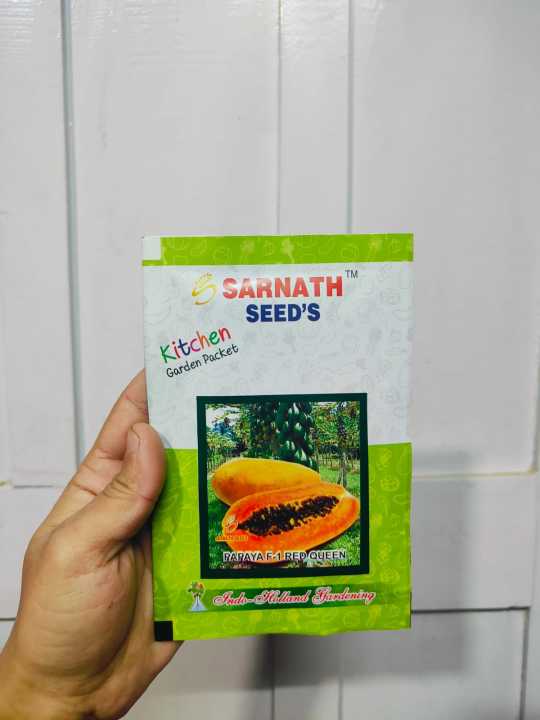 SARNATH™
SEED'S
Kitchen
Garden Packet
PAPAYA F-1 RED QUEEN
Indo-Holland Gardening